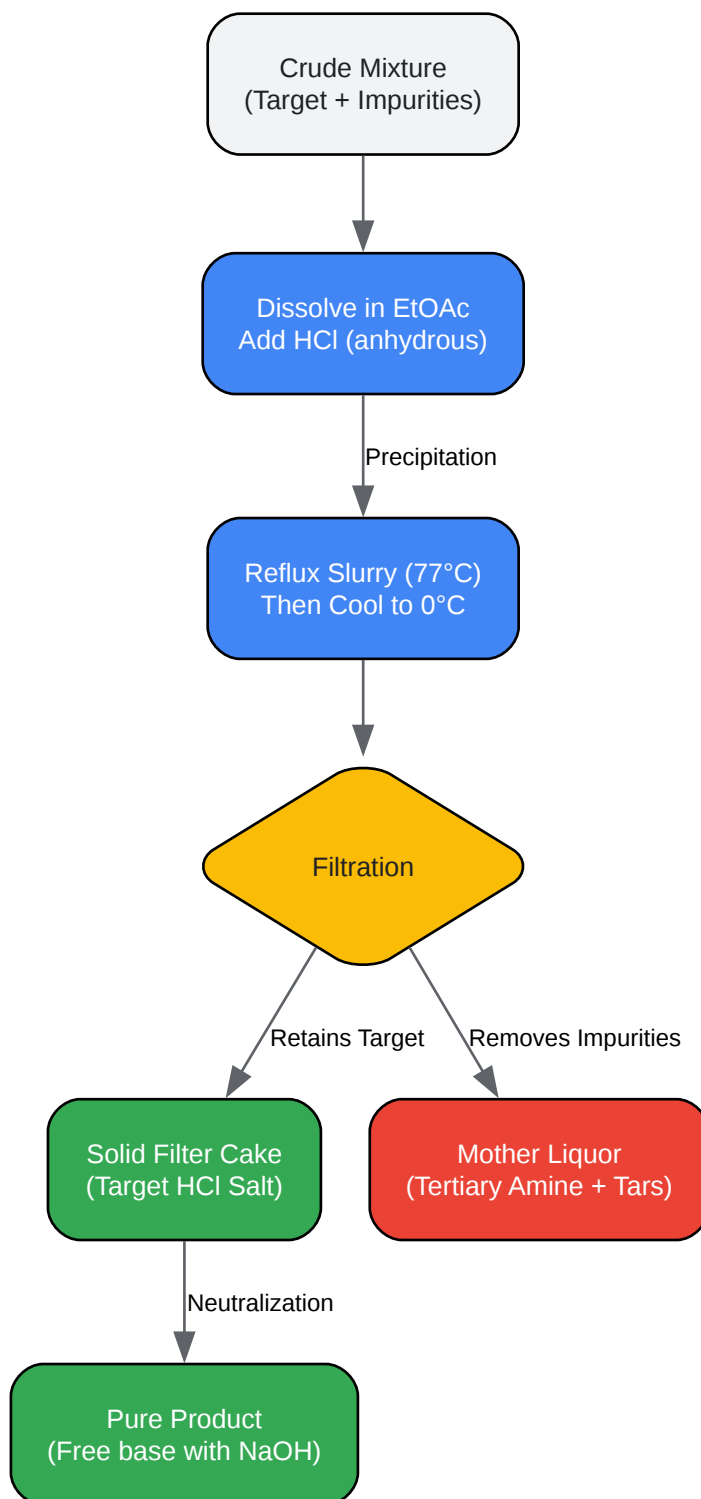 Crude Mixture
(Target + Impurities)
Dissolve in EtOAc
Add HCl (anhydrous)
Precipitation
Reflux Slurry (77°C)
Then Cool to 0°C
Filtration
Retains Target
Removes Impurities
Solid Filter Cake
(Target HCl Salt)
Mother Liquor
(Tertiary Amine + Tars)
Neutralization
Pure Product
(Free base with NaOH)